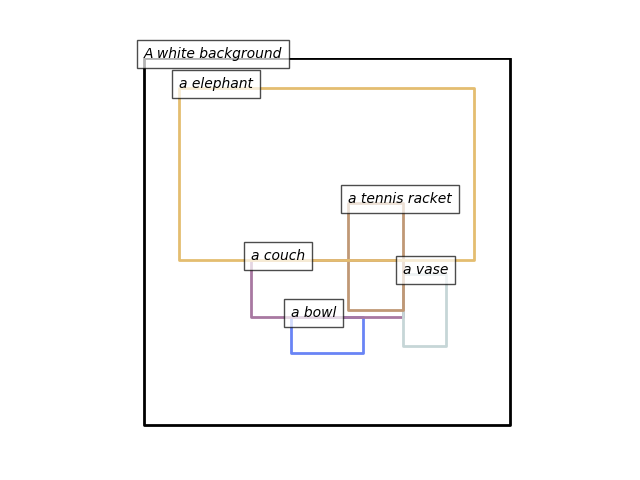 A white background
a elephant
a tennis racket
a couch
a vase
a bowl